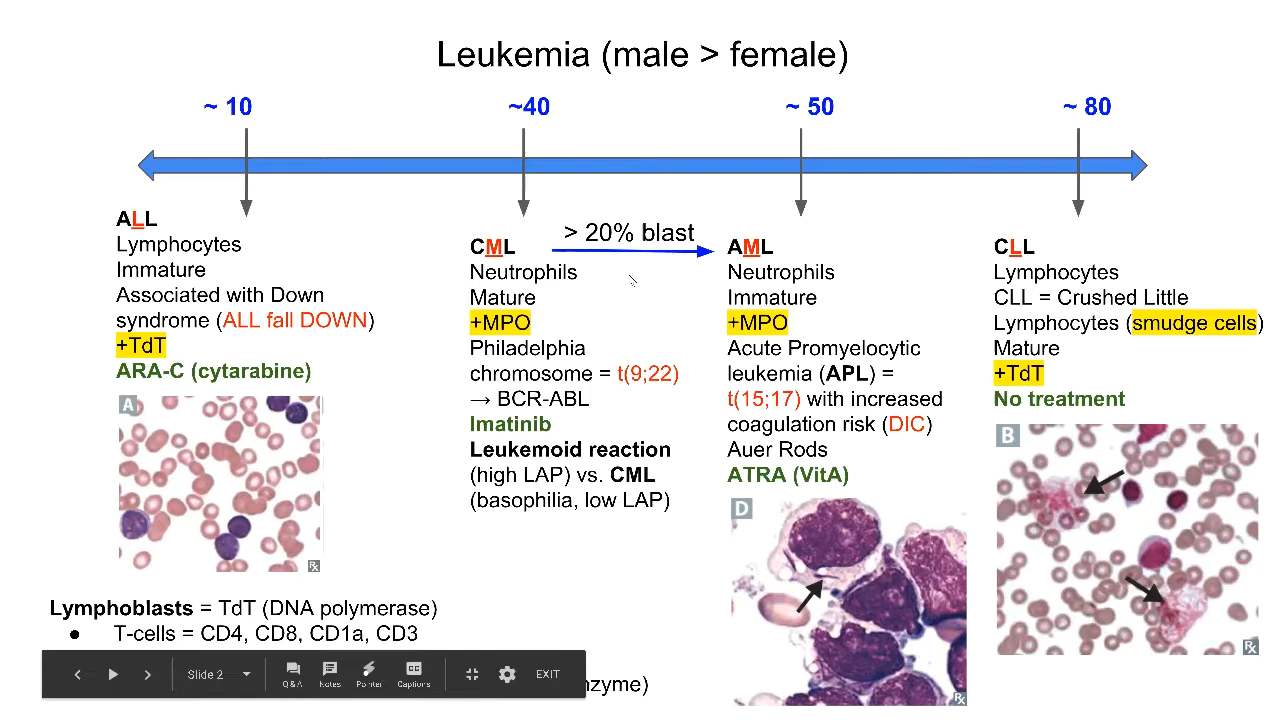 Leukemia (male > female)
~ 10
~40
~ 50
~ 80
ALL
Lymphocytes
Immature
Associated with Down
syndrome (ALL fall DOWN)
+TdT
ARA-C (cytarabine)
A
Rx
> 20% blast
CML
Neutrophils
Mature
+MPO
Philadelphia
chromosome = t(9;22)
→ BCR-ABL
Imatinib
Leukemoid reaction
(high LAP) vs. CML
(basophilia, low LAP)
AML
Neutrophils
Immature
+MPO
Acute Promyelocytic
leukemia (APL) =
t(15;17) with increased
coagulation risk (DIC)
Auer Rods
ATRA (VitA)
D
Rx
CLL
Lymphocytes
CLL = Crushed Little
Lymphocytes (smudge cells)
Mature
+TdT
No treatment
B
Rx
Lymphoblasts = TdT (DNA polymerase)
● T-cells = CD4, CD8, CD1a, CD3
Slide 2
Q&A
Notes
Pointer
Captions
EXIT
nzyme)